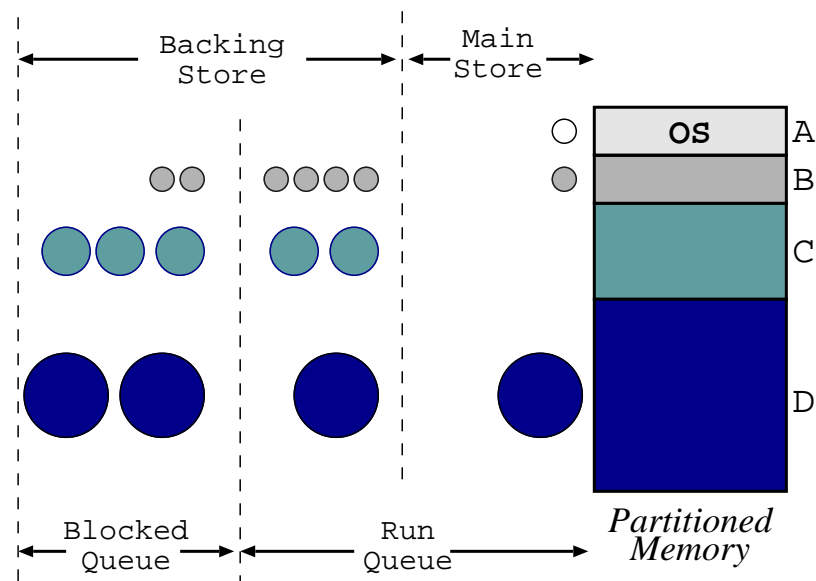 Backing
Store
Main
Store
OS
A
B
C
D
Blocked
Queue
Run
Queue
Partitioned
Memory